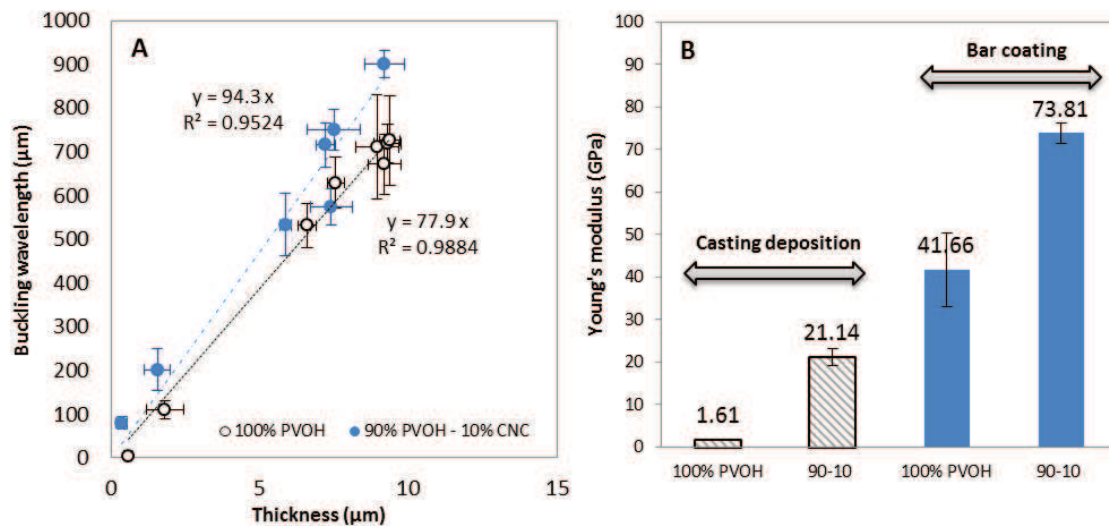 A
1000
900
800
700
600
500
400
300
200
100
0
Buckling wavelength (µm)
y = 94.3 x
R² = 0.9524
y = 77.9 x
R² = 0.9884
100% PVOH
90% PVOH - 10% CNC
0
5
10
15
Thickness (µm)
B
100
90
80
70
60
50
40
30
20
10
0
Young's modulus (GPa)
Bar coating
73.81
Casting deposition
41.66
21.14
1.61
100% PVOH
90-10
100% PVOH
90-10